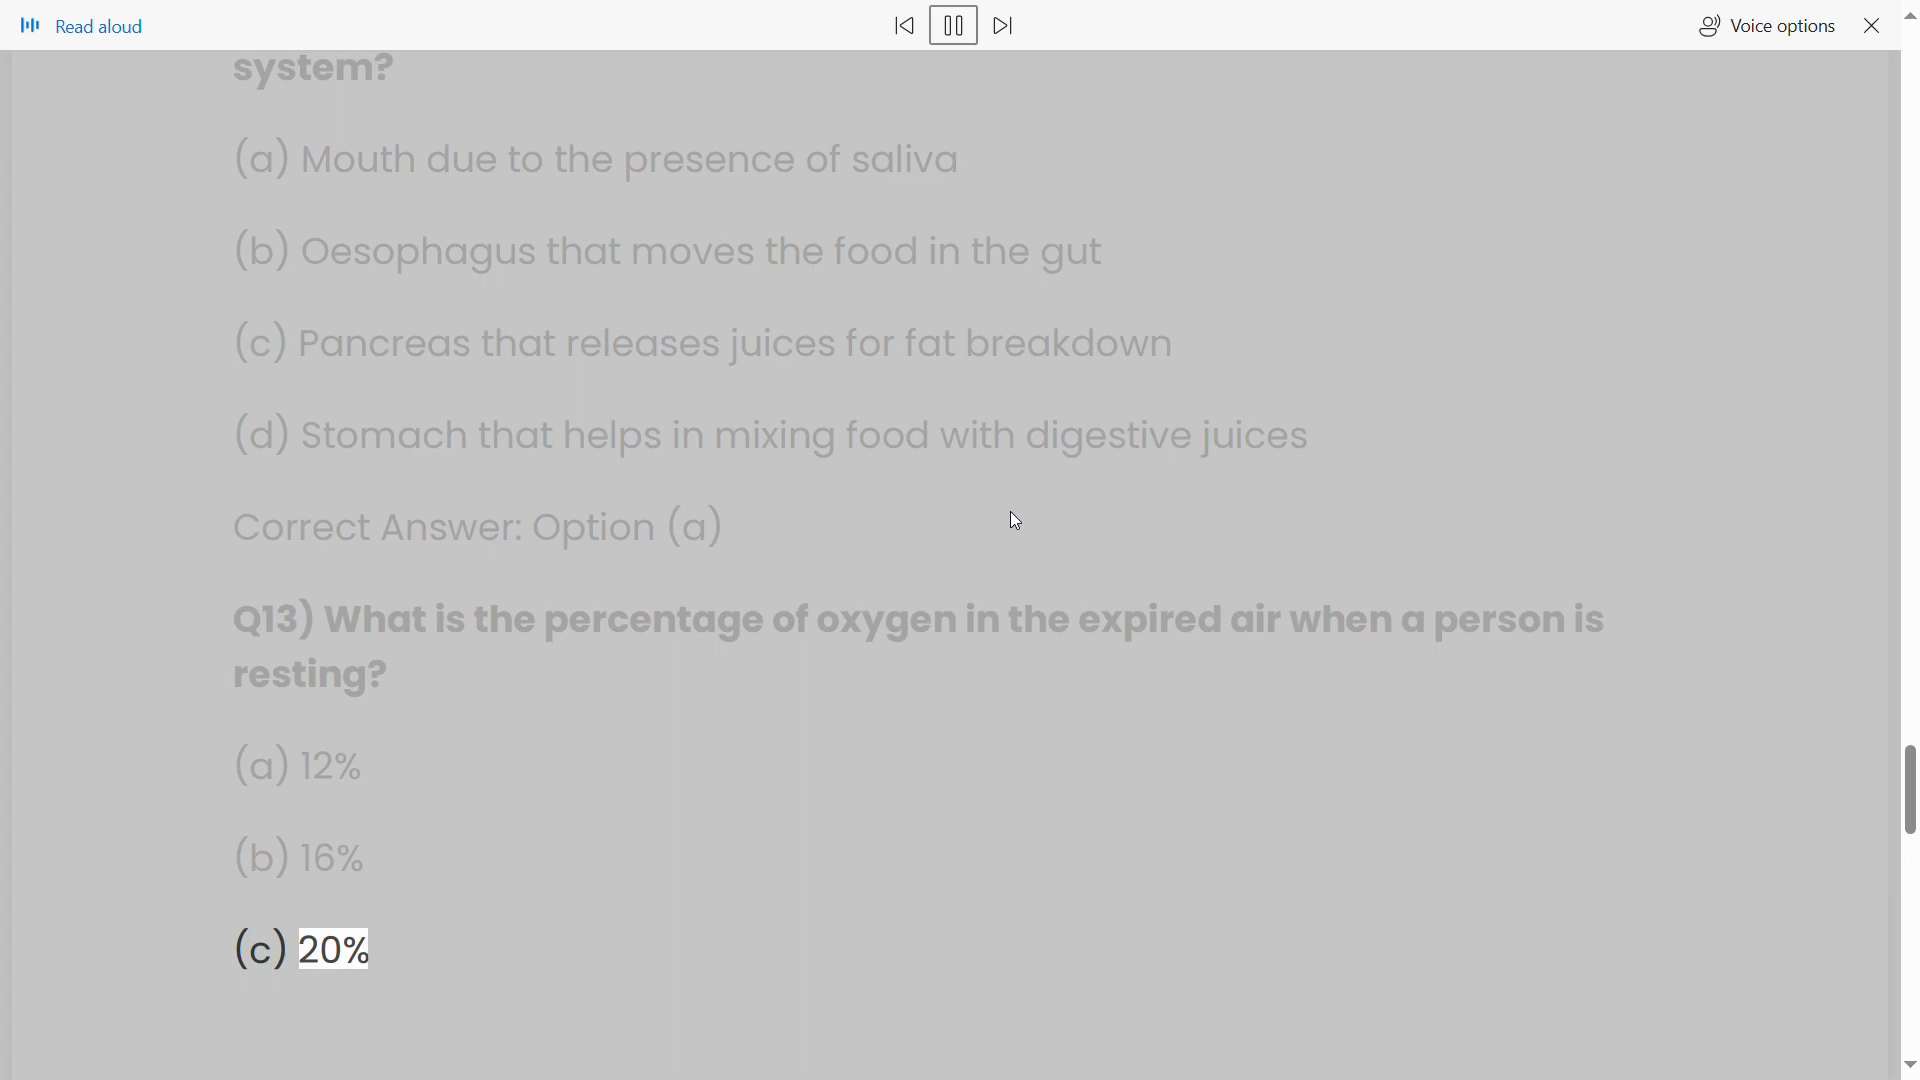 Read aloud
Voice options
system?
(a) Mouth due to the presence of saliva
(b) Oesophagus that moves the food in the gut
(c) Pancreas that releases juices for fat breakdown
(d) Stomach that helps in mixing food with digestive juices
Correct Answer: Option (a)
Q13) What is the percentage of oxygen in the expired air when a person is
resting?
(a) 12%
(b) 16%
(c) 20%